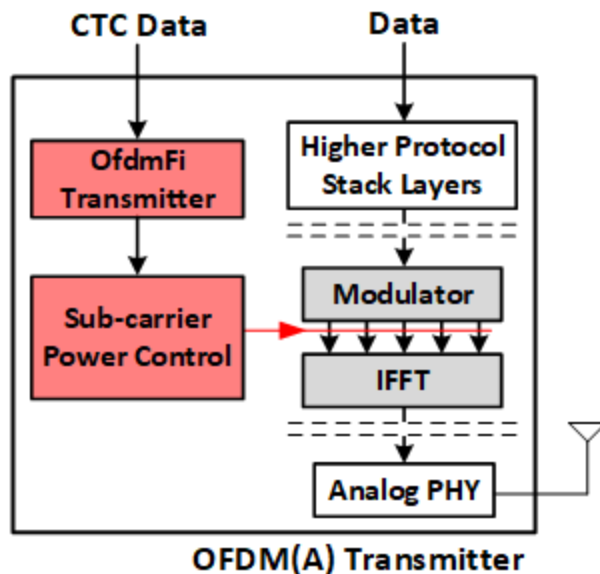 CTC Data
Data
OfdmFi
Transmitter
Higher Protocol
Stack Layers
Sub-carrier
Power Control
Modulator
IFFT
Analog PHY
OFDM(A) Transmitter